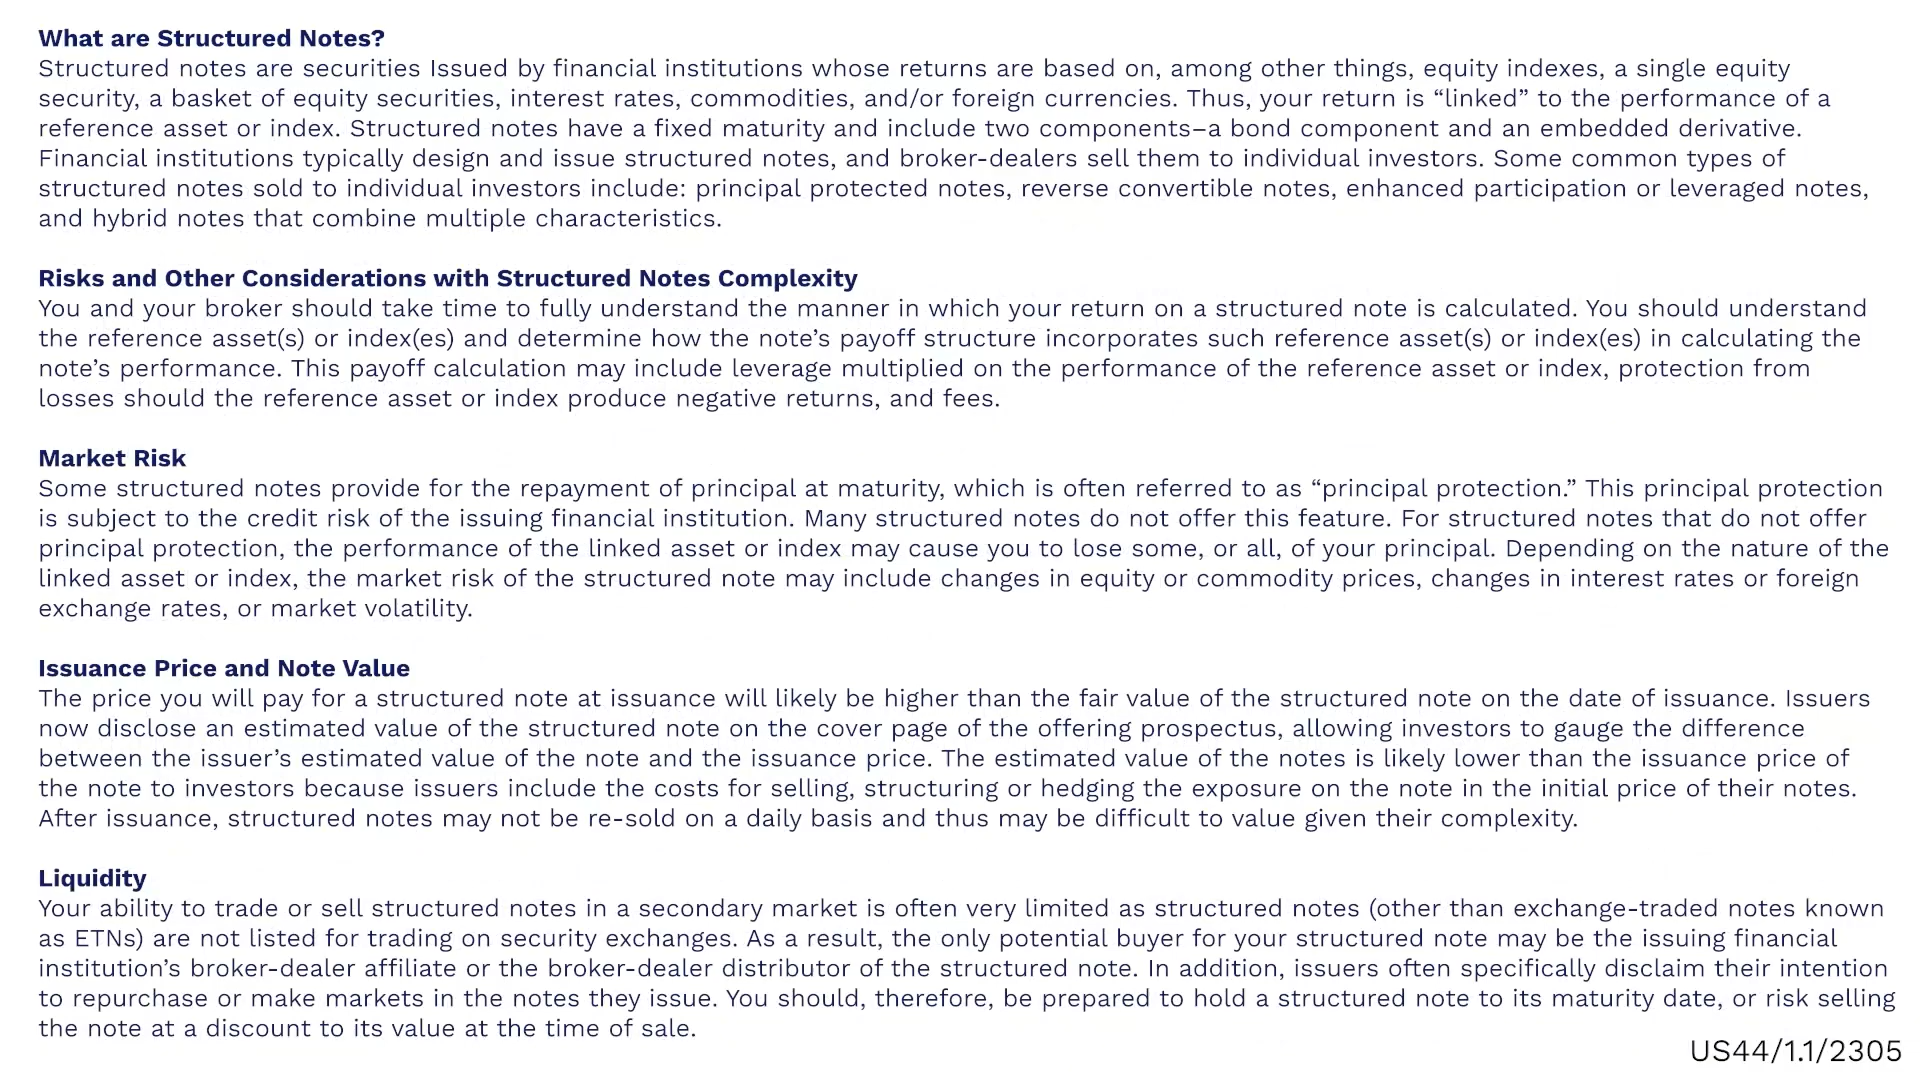 What are Structured Notes?
Structured notes are securities Issued by financial institutions whose returns are based on, among other things, equity indexes, a single equity
security, a basket of equity securities, interest rates, commodities, and/or foreign currencies. Thus, your return is “linked” to the performance of a
reference asset or index. Structured notes have a fixed maturity and include two components–a bond component and an embedded derivative.
Financial institutions typically design and issue structured notes, and broker-dealers sell them to individual investors. Some common types of
structured notes sold to individual investors include: principal protected notes, reverse convertible notes, enhanced participation or leveraged notes,
and hybrid notes that combine multiple characteristics.
Risks and Other Considerations with Structured Notes Complexity
You and your broker should take time to fully understand the manner in which your return on a structured note is calculated. You should understand
the reference asset(s) or index(es) and determine how the note’s payoff structure incorporates such reference asset(s) or index(es) in calculating the
note’s performance. This payoff calculation may include leverage multiplied on the performance of the reference asset or index, protection from
losses should the reference asset or index produce negative returns, and fees.
Market Risk
Some structured notes provide for the repayment of principal at maturity, which is often referred to as “principal protection.” This principal protection
is subject to the credit risk of the issuing financial institution. Many structured notes do not offer this feature. For structured notes that do not offer
principal protection, the performance of the linked asset or index may cause you to lose some, or all, of your principal. Depending on the nature of the
linked asset or index, the market risk of the structured note may include changes in equity or commodity prices, changes in interest rates or foreign
exchange rates, or market volatility.
Issuance Price and Note Value
The price you will pay for a structured note at issuance will likely be higher than the fair value of the structured note on the date of issuance. Issuers
now disclose an estimated value of the structured note on the cover page of the offering prospectus, allowing investors to gauge the difference
between the issuer’s estimated value of the note and the issuance price. The estimated value of the notes is likely lower than the issuance price of
the note to investors because issuers include the costs for selling, structuring or hedging the exposure on the note in the initial price of their notes.
After issuance, structured notes may not be re-sold on a daily basis and thus may be difficult to value given their complexity.
Liquidity
Your ability to trade or sell structured notes in a secondary market is often very limited as structured notes (other than exchange-traded notes known
as ETNs) are not listed for trading on security exchanges. As a result, the only potential buyer for your structured note may be the issuing financial
institution’s broker-dealer affiliate or the broker-dealer distributor of the structured note. In addition, issuers often specifically disclaim their intention
to repurchase or make markets in the notes they issue. You should, therefore, be prepared to hold a structured note to its maturity date, or risk selling
the note at a discount to its value at the time of sale.
US44/1.1/2305